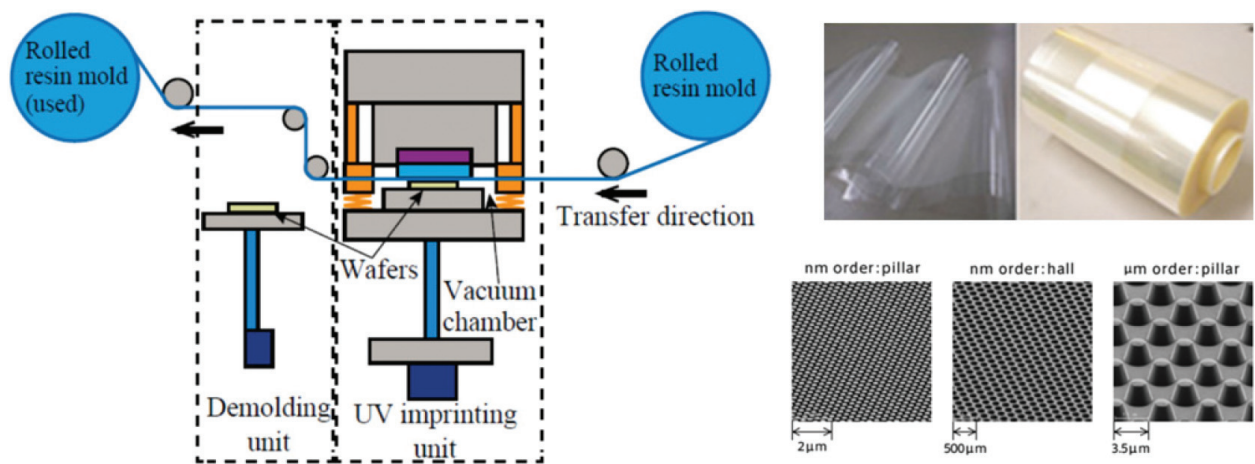 Rolled
resin mold
(used)
Rolled
resin mold
Transfer direction
Wafers
Vacuum
chamber
Demolding
unit
UV imprinting
unit
nm order:pillar
nm order:hall
μm order:pillar
2μm
500μm
3.5μm